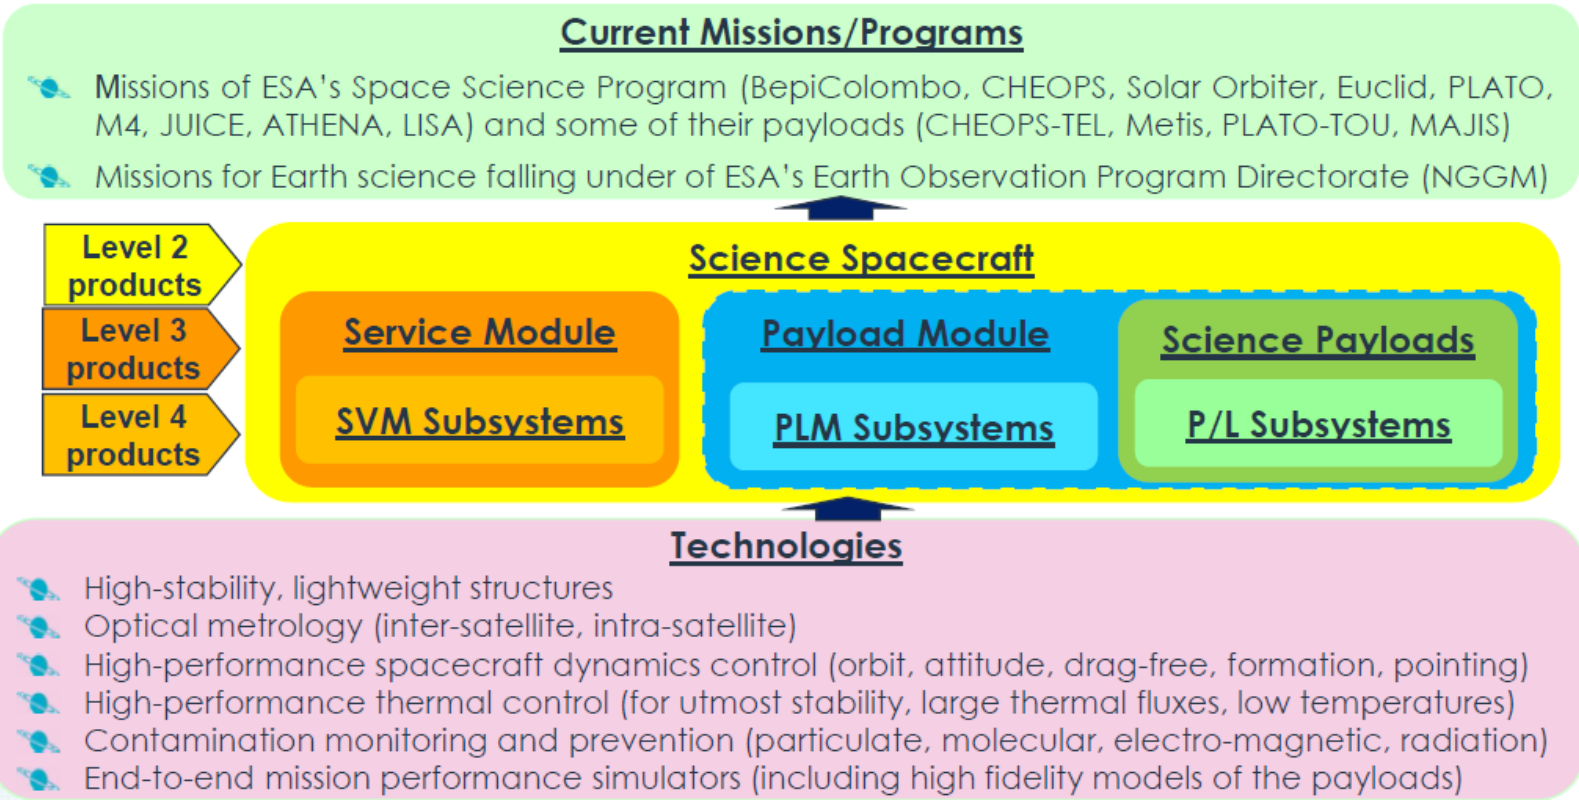 Current Missions/Programs
Missions of ESA's Space Science Program (BepiColombo, CHEOPS, Solar Orbiter, Euclid, PLATO,
M4, JUICE, ATHENA, LISA) and some of their payloads (CHEOPS-TEL, Metis, PLATO-TOU, MAJIS)
Missions for Earth science falling under of ESA's Earth Observation Program Directorate (NGGM)
Level 2
products
Level 3
products
Level 4
products
Science Spacecraft
Service Module
SVM Subsystems
Payload Module
PLM Subsystems
Science Payloads
P/L Subsystems
Technologies
High-stability, lightweight structures
Optical metrology (inter-satellite, intra-satellite)
High-performance spacecraft dynamics control (orbit, attitude, drag-free, formation, pointing)
High-performance thermal control (for utmost stability, large thermal fluxes, low temperatures)
Contamination monitoring and prevention (particulate, molecular, electro-magnetic, radiation)
End-to-end mission performance simulators (including high fidelity models of the payloads)